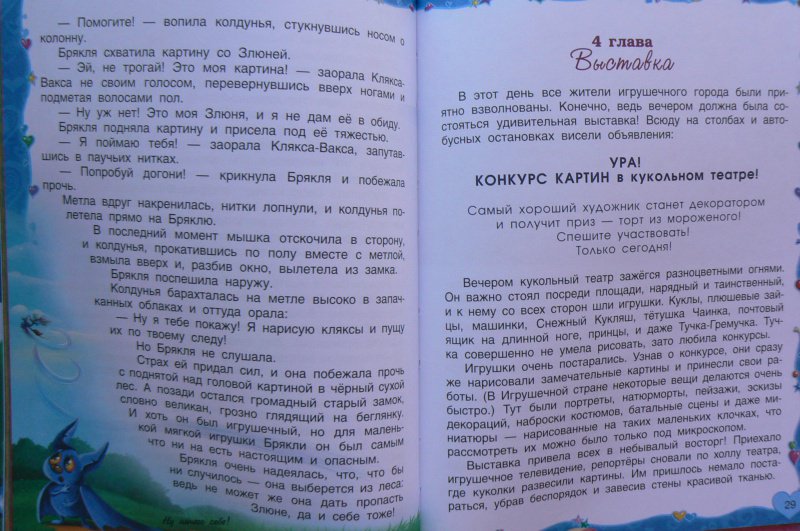 — Помогите! — вопила колдунья, стукнувшись носом о
колонну.
Брякля схватила картину со Злюней.
— Эй, не трогай! Это моя картина! — заорала Клякса-
Вакса не своим голосом, перевернувшись вверх ногами и
подметая волосами пол.
— Ну уж нет! Это моя Злюня, и я не дам её в обиду.
Брякля подняла картину и присела под её тяжестью.
— Я поймаю тебя! — заорала Клякса-Вакса, запутав-
шись в паучьих нитках.
— Попробуй догони! — крикнула Брякля и побежала
прочь.
Метла вдруг накренилась, нитки лопнули, и колдунья по-
летела прямо на Бряклю.
В последний момент мышка отскочила в сторону,
и колдунья, прокатившись по полу вместе с метлой,
взмыла вверх и, разбив окно, вылетела из замка.
Брякля поспешила наружу.
Колдунья барахталась на метле высоко в запач-
канных облаках и оттуда орала:
— Ну я тебе покажу! Я нарисую кляксы и пущу
их по твоему следу!
Но Брякля не слушала.
Страх ей придал сил, и она побежала прочь
с поднятой над головой картиной в чёрный сухой
лес. А позади остался громадный старый замок,
словно великан, грозно глядящий на беглянку.
И хоть он был игрушечный, но для малень-
кой мягкой игрушки Брякли он был самым
что ни на есть настоящим и опасным.
Брякля очень надеялась, что, что бы
ни случилось — она выберется из леса:
ведь не может же она дать пропасть
Злюне, да и себе тоже!
Ну ничего себе!
4 глава
Выставка
В этот день все жители игрушечного города были при-
ятно взволнованы. Конечно, ведь вечером должна была со-
стояться удивительная выставка! Всюду на столбах и авто-
бусных остановках висели объявления:
УРА!
КОНКУРС КАРТИН в кукольном театре!
Самый хороший художник станет декоратором
и получит приз — торт из мороженого!
Спешите участвовать!
Только сегодня!
Вечером кукольный театр зажёгся разноцветными огнями.
Он важно стоял посреди площади, нарядный и таинственный,
и к нему со всех сторон шли игрушки. Куклы, плюшевые зай-
цы, машинки, Снежный Кукляш, тётушка Чаинка, почтовый
ящик на длинной ноге, принцы, и даже Тучка-Гремучка. Туч-
ка совершенно не умела рисовать, зато любила конкурсы.
Игрушки очень постарались. Узнав о конкурсе, они сразу
же нарисовали замечательные картины и принесли свои ра-
боты. (В Игрушечной стране некоторые вещи делаются очень
быстро.) Тут были портреты, натюрморты, пейзажи, эскизы
декораций, наброски костюмов, батальные сцены и даже ми-
ниатюры — нарисованные на таких маленьких клочках, что
рассмотреть их можно было только под микроскопом.
Выставка привела всех в небывалый восторг! Приехало
игрушечное телевидение, репортёры сновали по холлу театра,
где куколки развесили картины. Им пришлось немало поста-
раться, убрав беспорядок и завесив стены красивой тканью.
29